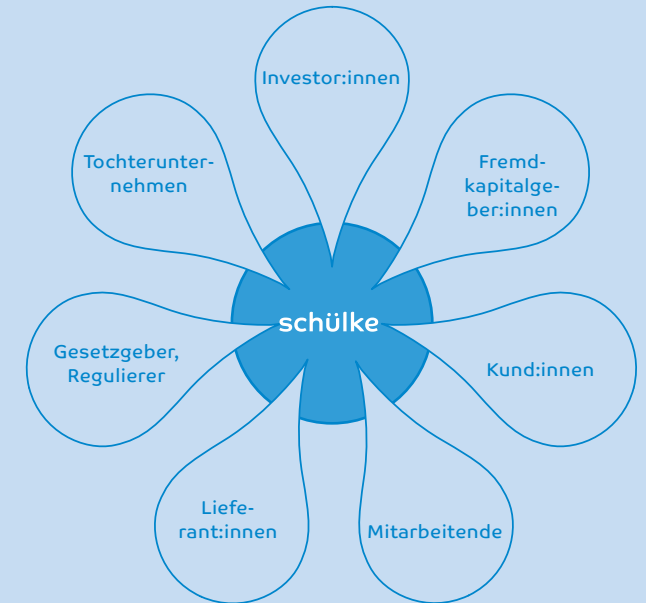 Investor:innen
Fremd-
kapitalge-
ber:innen
Kund:innen
Mitarbeitende
Liefe-
rant:innen
Gesetzgeber,
Regulierer
Tochterunter-
nehmen
schülke